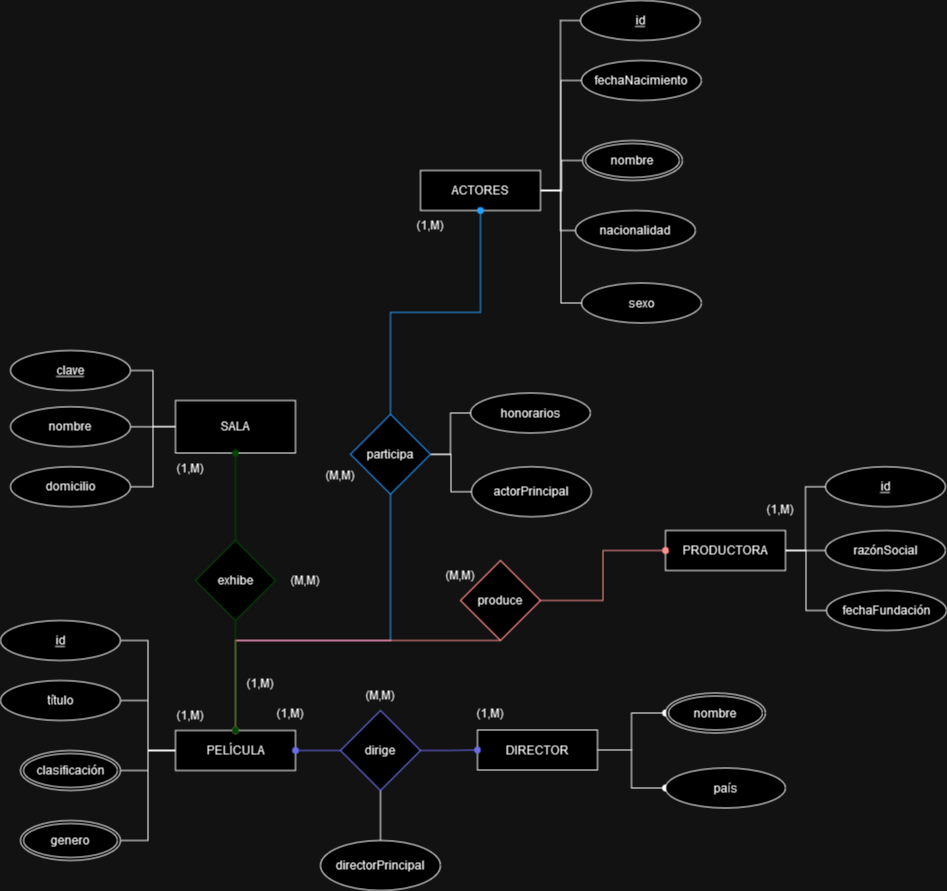 id
fechaNacimiento
nombre
ACTORES
(1,M)
nacionalidad
sexo
clave
nombre
SALA
domicilio
(1,M)
honorarios
participa
(M,M)
actorPrincipal
id
(1,M)
PRODUCTORA
razónSocial
fechaFundación
exhibe
(M,M)
(M,M)
produce
id
título
(1,M)
(1,M)
(1,M)
PELÍCULA
clasificación
genero
(M,M)
dirige
directorPrincipal
(1,M)
DIRECTOR
nombre
país